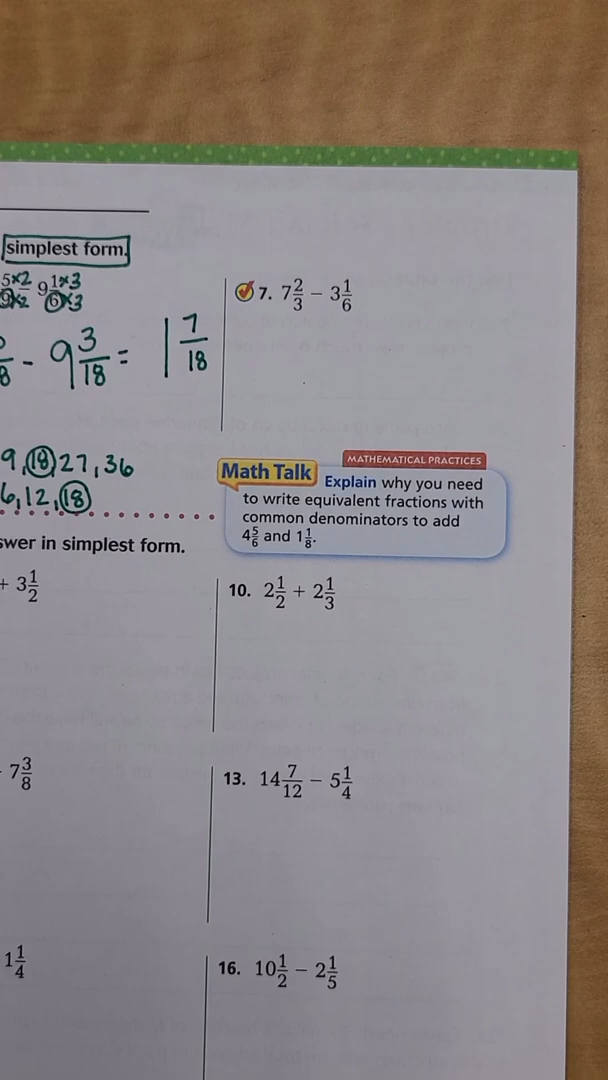 simplest form.
5×2 9 1×3
9×2 6×3
7. 7 2/3 − 3 1/6
- 9 3/18 = 1 7/18
9, 18, 27, 36
6, 12, 18
MATHEMATICAL PRACTICES
Math Talk
Explain why you need
to write equivalent fractions with
common denominators to add
4 5/6 and 1 1/8.
swer in simplest form.
+ 3 1/2
10. 2 1/2 + 2 1/3
7 3/8
13. 14 7/12 − 5 1/4
1 1/4
16. 10 1/2 − 2 1/5